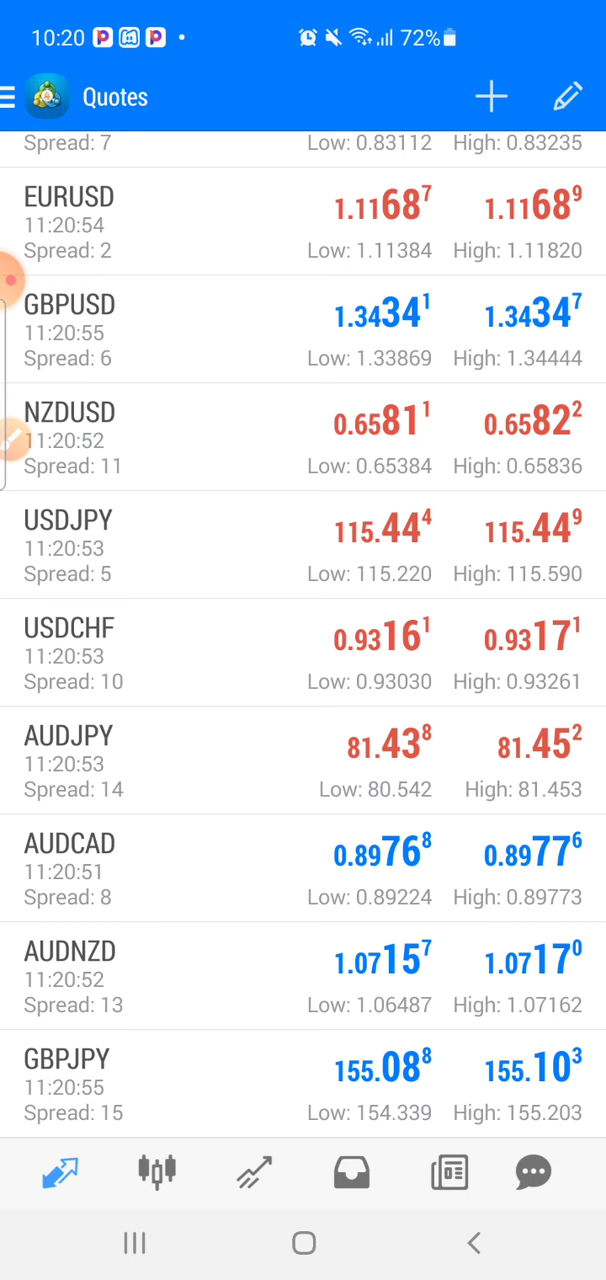 10:20 72%
Quotes
Spread: 7 Low: 0.83112 High: 0.83235
EURUSD 1.11687 1.11689
11:20:54
Spread: 2 Low: 1.11384 High: 1.11820
GBPUSD 1.34341 1.34347
11:20:55
Spread: 6 Low: 1.33869 High: 1.34444
NZDUSD 0.65811 0.65822
11:20:52
Spread: 11 Low: 0.65384 High: 0.65836
USDJPY 115.444 115.449
11:20:53
Spread: 5 Low: 115.220 High: 115.590
USDCHF 0.93161 0.93171
11:20:53
Spread: 10 Low: 0.93030 High: 0.93261
AUDJPY 81.438 81.452
11:20:53
Spread: 14 Low: 80.542 High: 81.453
AUDCAD 0.89768 0.89776
11:20:51
Spread: 8 Low: 0.89224 High: 0.89773
AUDNZD 1.07157 1.07170
11:20:52
Spread: 13 Low: 1.06487 High: 1.07162
GBPJPY 155.088 155.103
11:20:55
Spread: 15 Low: 154.339 High: 155.203